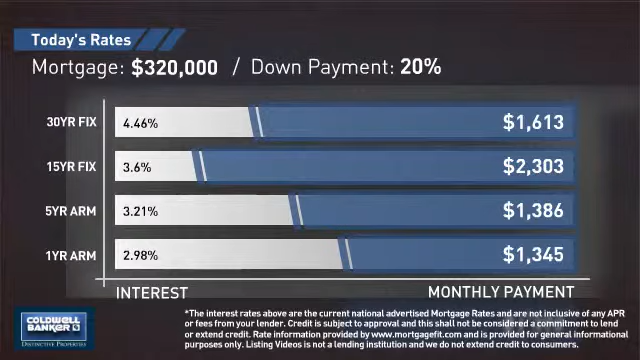 Today's Rates
Mortgage: $320,000 / Down Payment: 20%
30YR FIX 4.46% $1,613
15YR FIX 3.6% $2,303
5YR ARM 3.21% $1,386
1YR ARM 2.98% $1,345
INTEREST MONTHLY PAYMENT
COLDWELL
BANKER
DISTINCTIVE PROPERTIES
*The interest rates above are the current national advertised Mortgage Rates and are not inclusive of any APR
or fees from your lender. Credit is subject to approval and this shall not be considered a commitment to lend
or extend credit. Rate information provided by www.mortgagefit.com and is provided for general informational
purposes only. Listing Videos is not a lending institution and we do not extend credit to consumers.